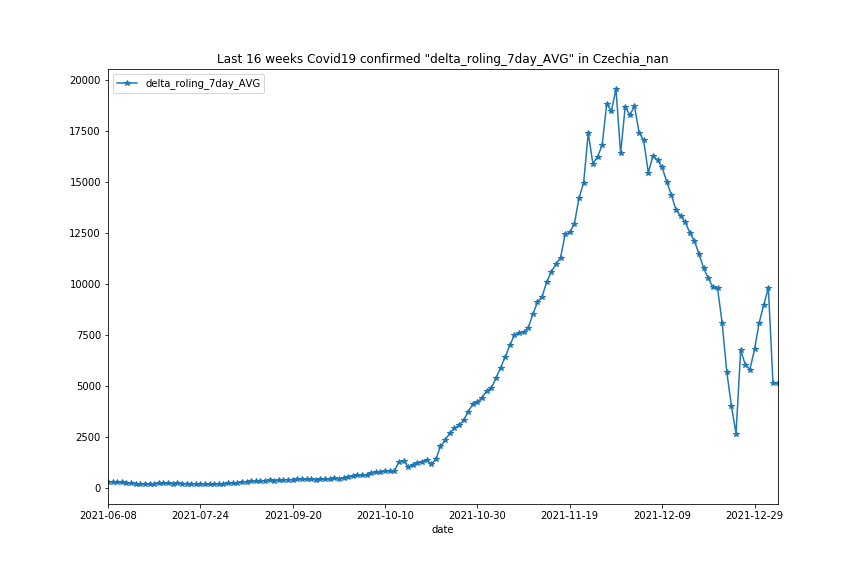 Last 16 weeks Covid19 confirmed "delta_roling_7day_AVG" in Czechia_nan
delta_roling_7day_AVG
20000
17500
15000
12500
10000
7500
5000
2500
0
2021-06-08 2021-07-24 2021-09-20 2021-10-10 2021-10-30 2021-11-19 2021-12-09 2021-12-29
date